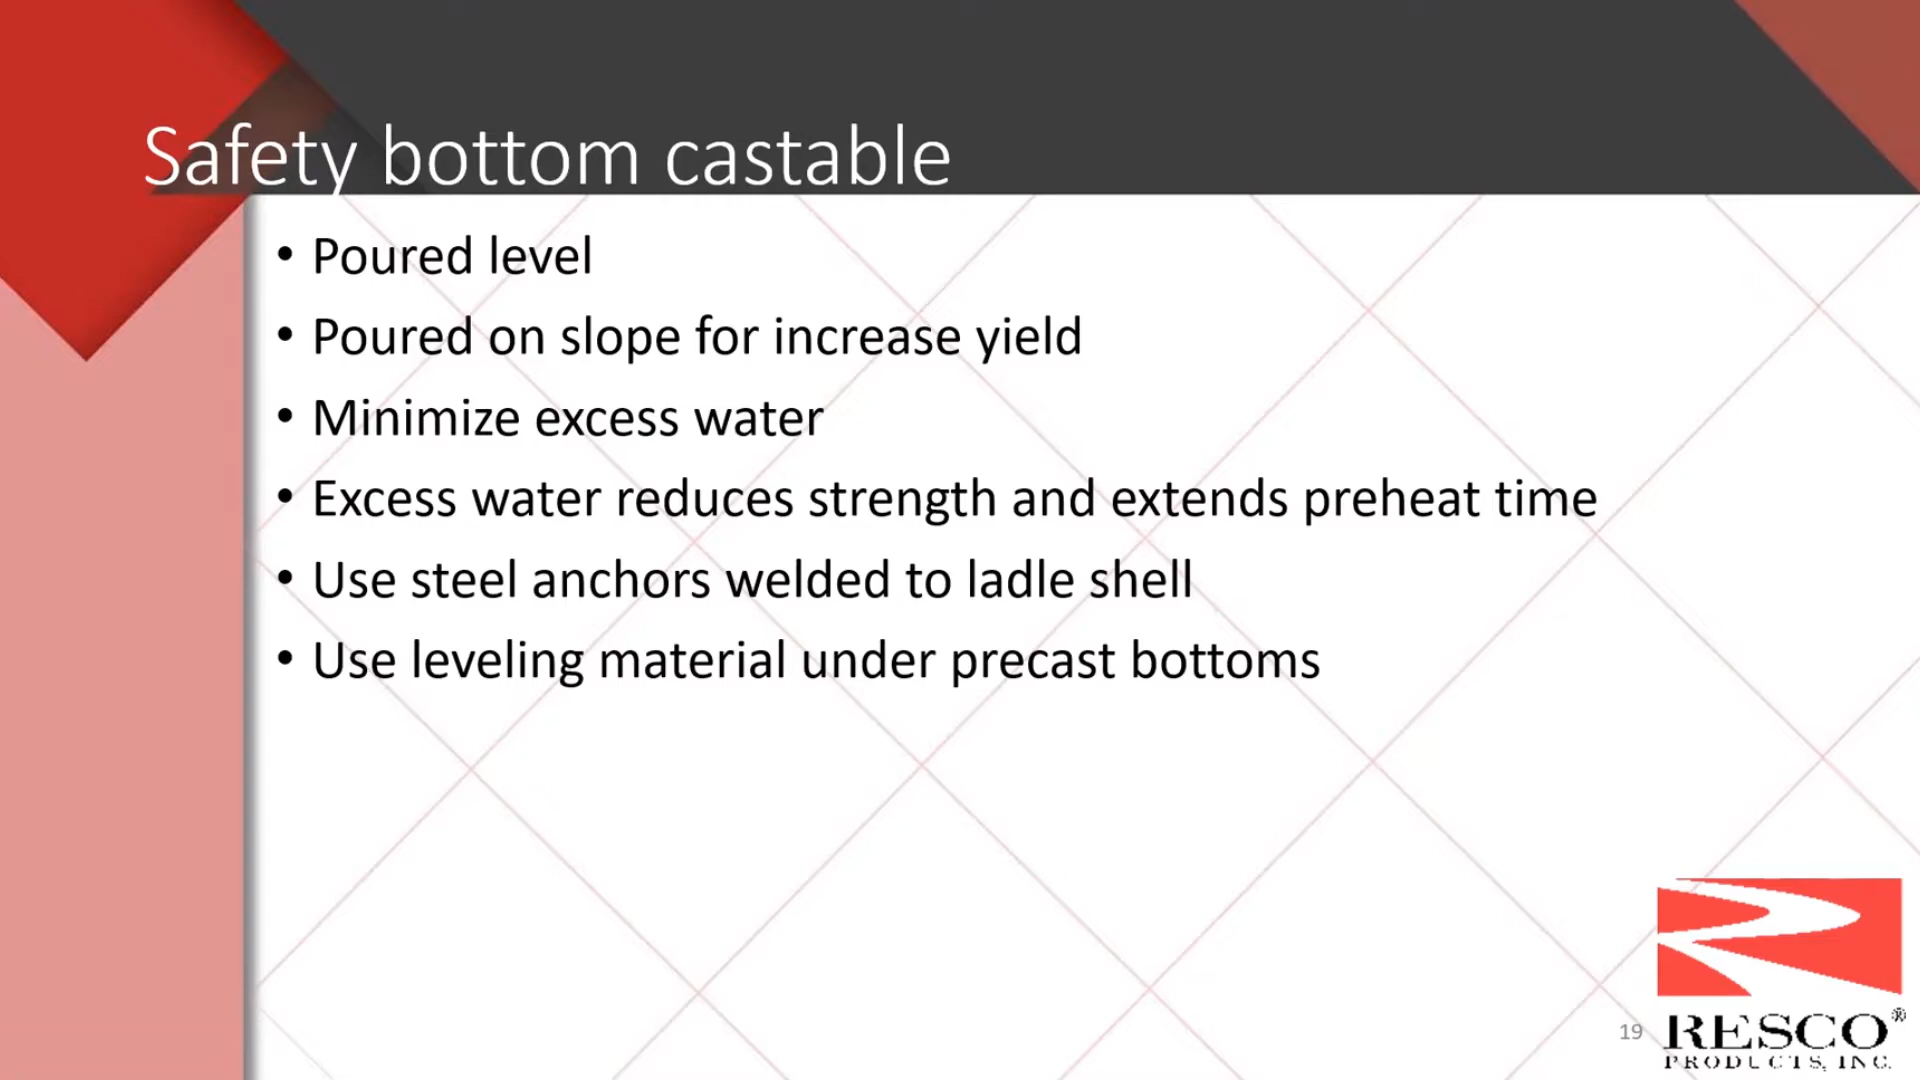 Safety bottom castable
• Poured level
• Poured on slope for increase yield
• Minimize excess water
• Excess water reduces strength and extends preheat time
• Use steel anchors welded to ladle shell
• Use leveling material under precast bottoms
19
RESCO®
PRODUCTS, INC.